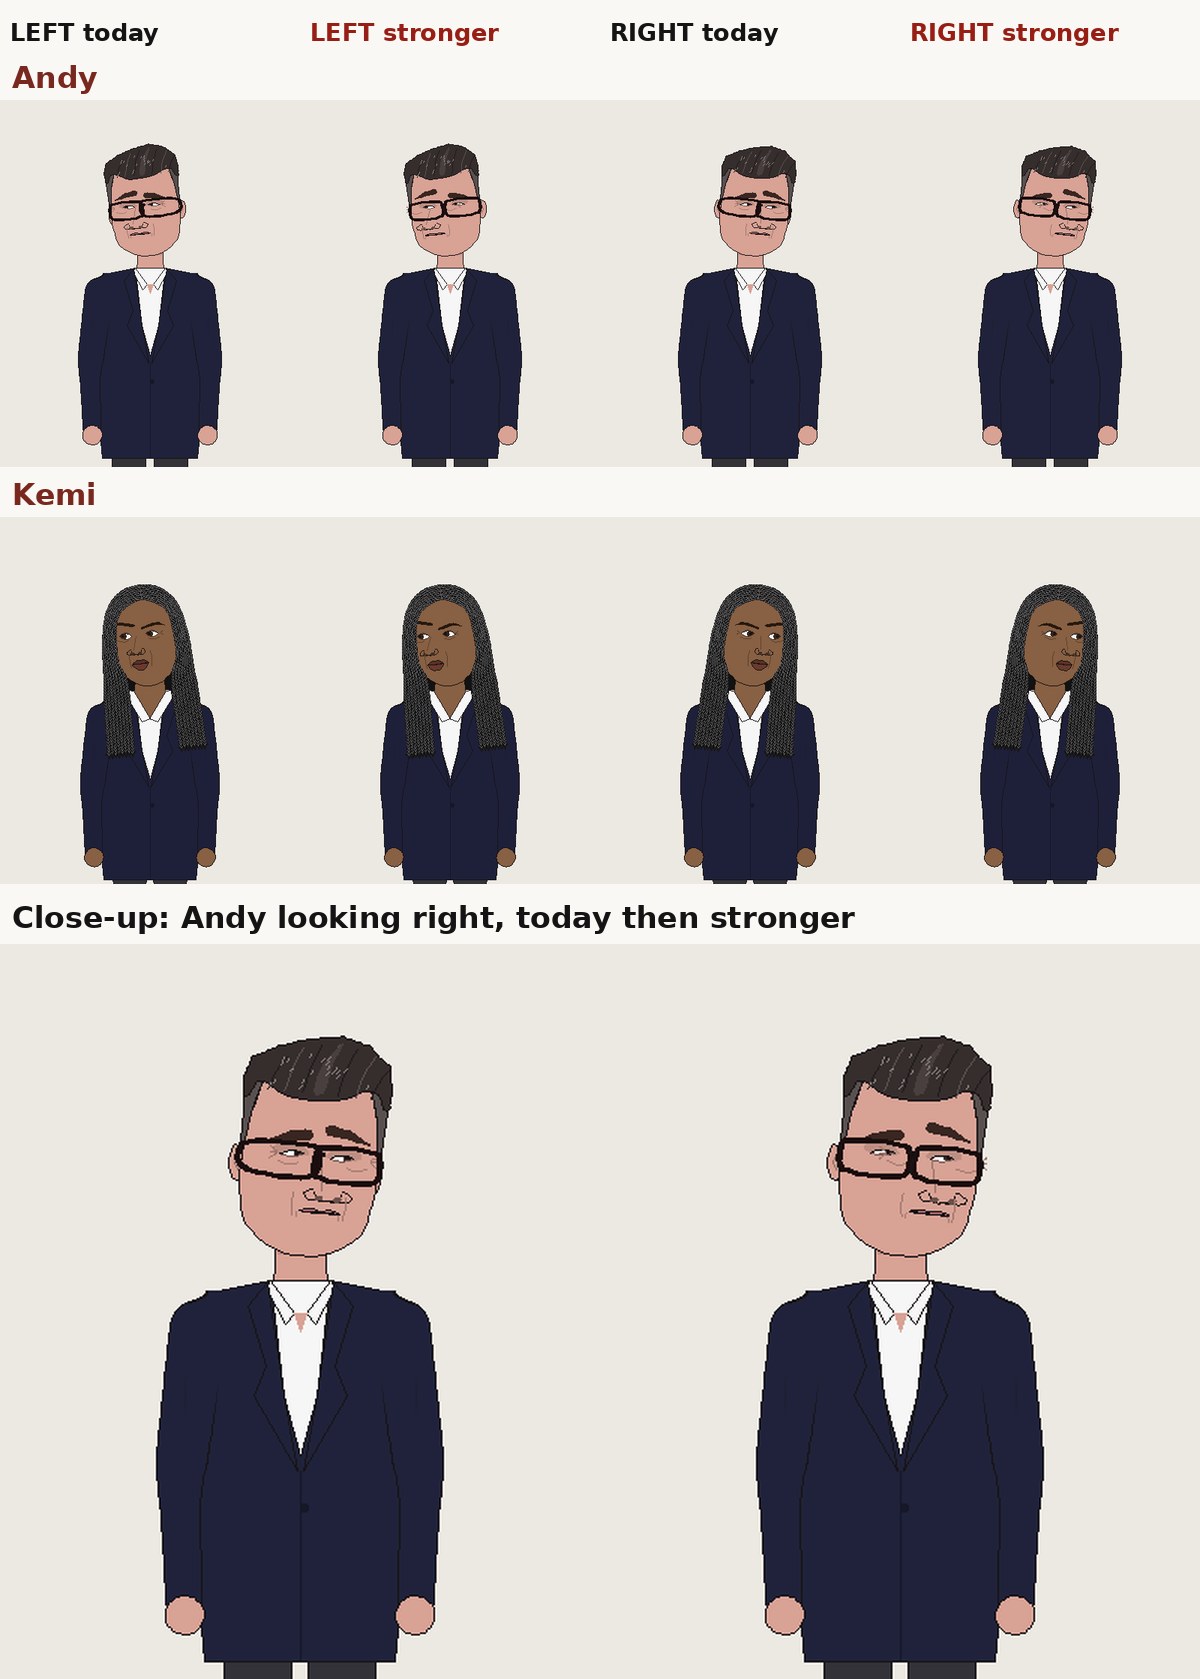 LEFT today LEFT stronger RIGHT today RIGHT stronger
Andy
Kemi
Close-up: Andy looking right, today then stronger